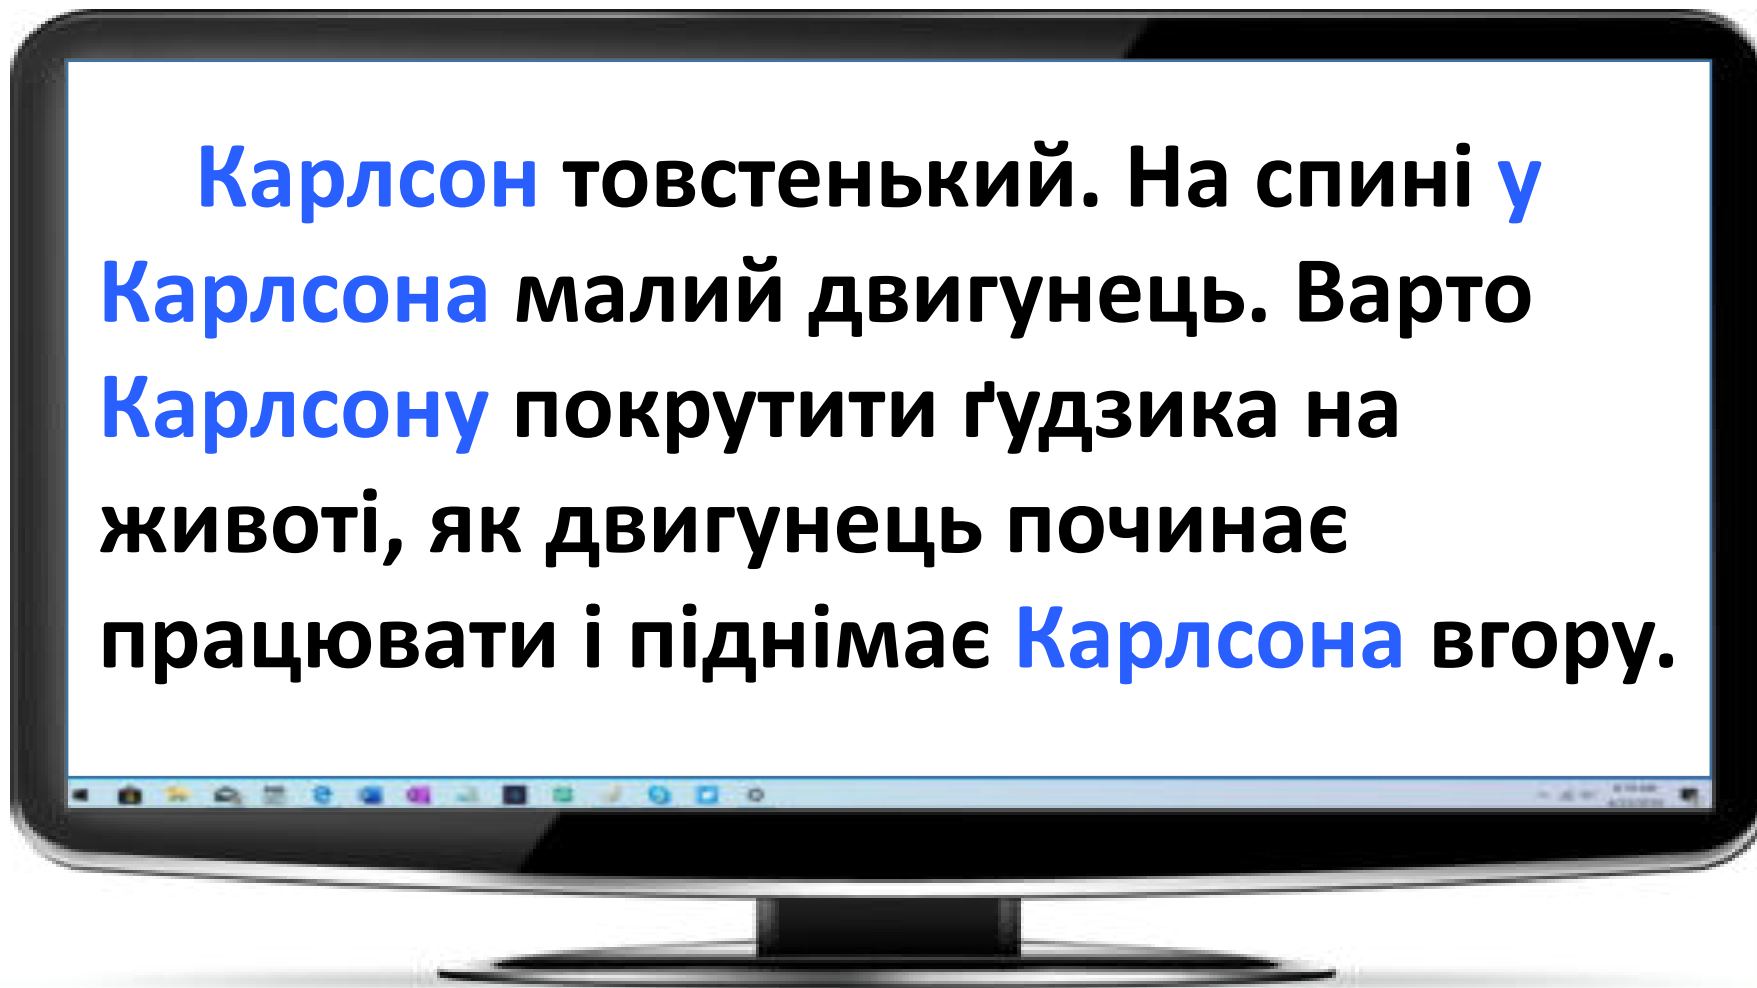 Карлсон товстенький. На спині у
Карлсона малий двигунець. Варто
Карлсону покрутити ґудзика на
животі, як двигунець починає
працювати і піднімає Карлсона вгору.